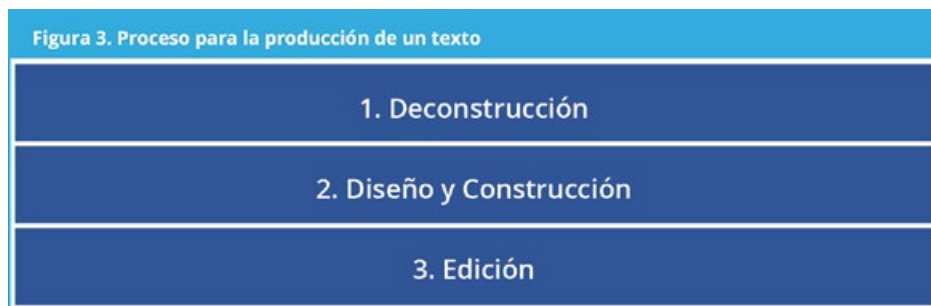 Figura 3. Proceso para la producción de un texto
1. Deconstrucción
2. Diseño y Construcción
3. Edición